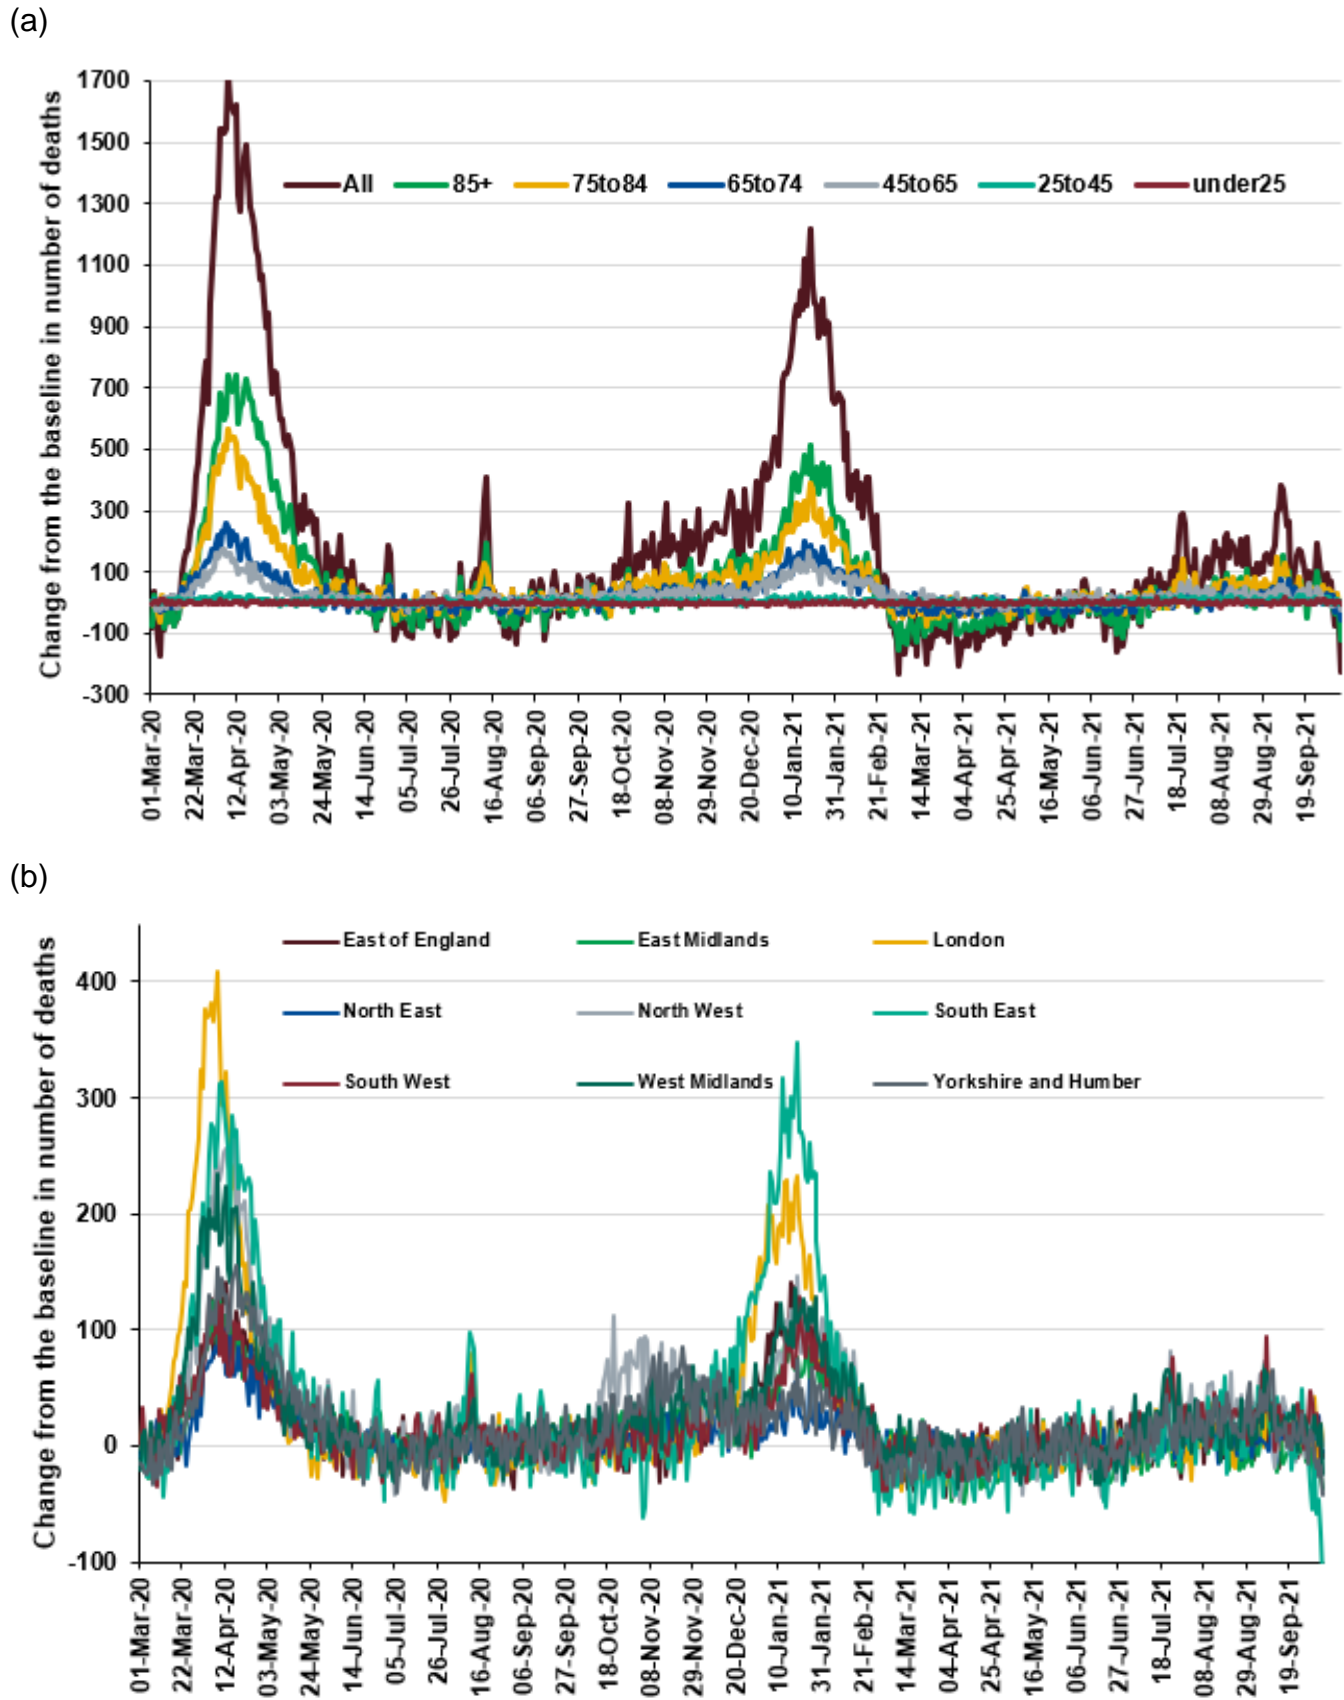 (a)
Change from the baseline in number of deaths
1700
1500
1300
1100
900
700
500
300
100
-100
-300
All 85+ 75to84 65to74 45to65 25to45 under25
01-Mar-20 22-Mar-20 12-Apr-20 03-May-20 24-May-20 14-Jun-20 05-Jul-20 26-Jul-20 16-Aug-20 06-Sep-20 27-Sep-20 18-Oct-20 08-Nov-20 29-Nov-20 20-Dec-20 10-Jan-21 31-Jan-21 21-Feb-21 14-Mar-21 04-Apr-21 25-Apr-21 16-May-21 06-Jun-21 27-Jun-21 18-Jul-21 08-Aug-21 29-Aug-21 19-Sep-21
(b)
Change from the baseline in number of deaths
400
300
200
100
0
-100
East of England East Midlands London
North East North West South East
South West West Midlands Yorkshire and Humber
01-Mar-20 22-Mar-20 12-Apr-20 03-May-20 24-May-20 14-Jun-20 05-Jul-20 26-Jul-20 16-Aug-20 06-Sep-20 27-Sep-20 18-Oct-20 08-Nov-20 29-Nov-20 20-Dec-20 10-Jan-21 31-Jan-21 21-Feb-21 14-Mar-21 04-Apr-21 25-Apr-21 16-May-21 06-Jun-21 27-Jun-21 18-Jul-21 08-Aug-21 29-Aug-21 19-Sep-21